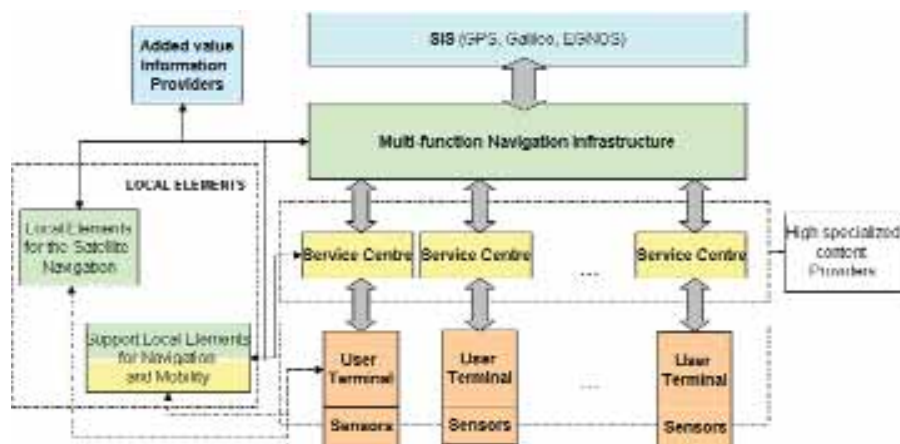 SIS (GPS, Galileo, EGNOS)
Added value
Information
Providers
Multi-function Navigation Infrastructure
LOCAL ELEMENTS
Local Elements
for the Satellite
Navigation
Service Centre
Service Centre
...
Service Centre
High specialized
content
Providers
Support Local Elements
for Navigation
and Mobility
User
Terminal
Sensors
User
Terminal
Sensors
...
User
Terminal
Sensors